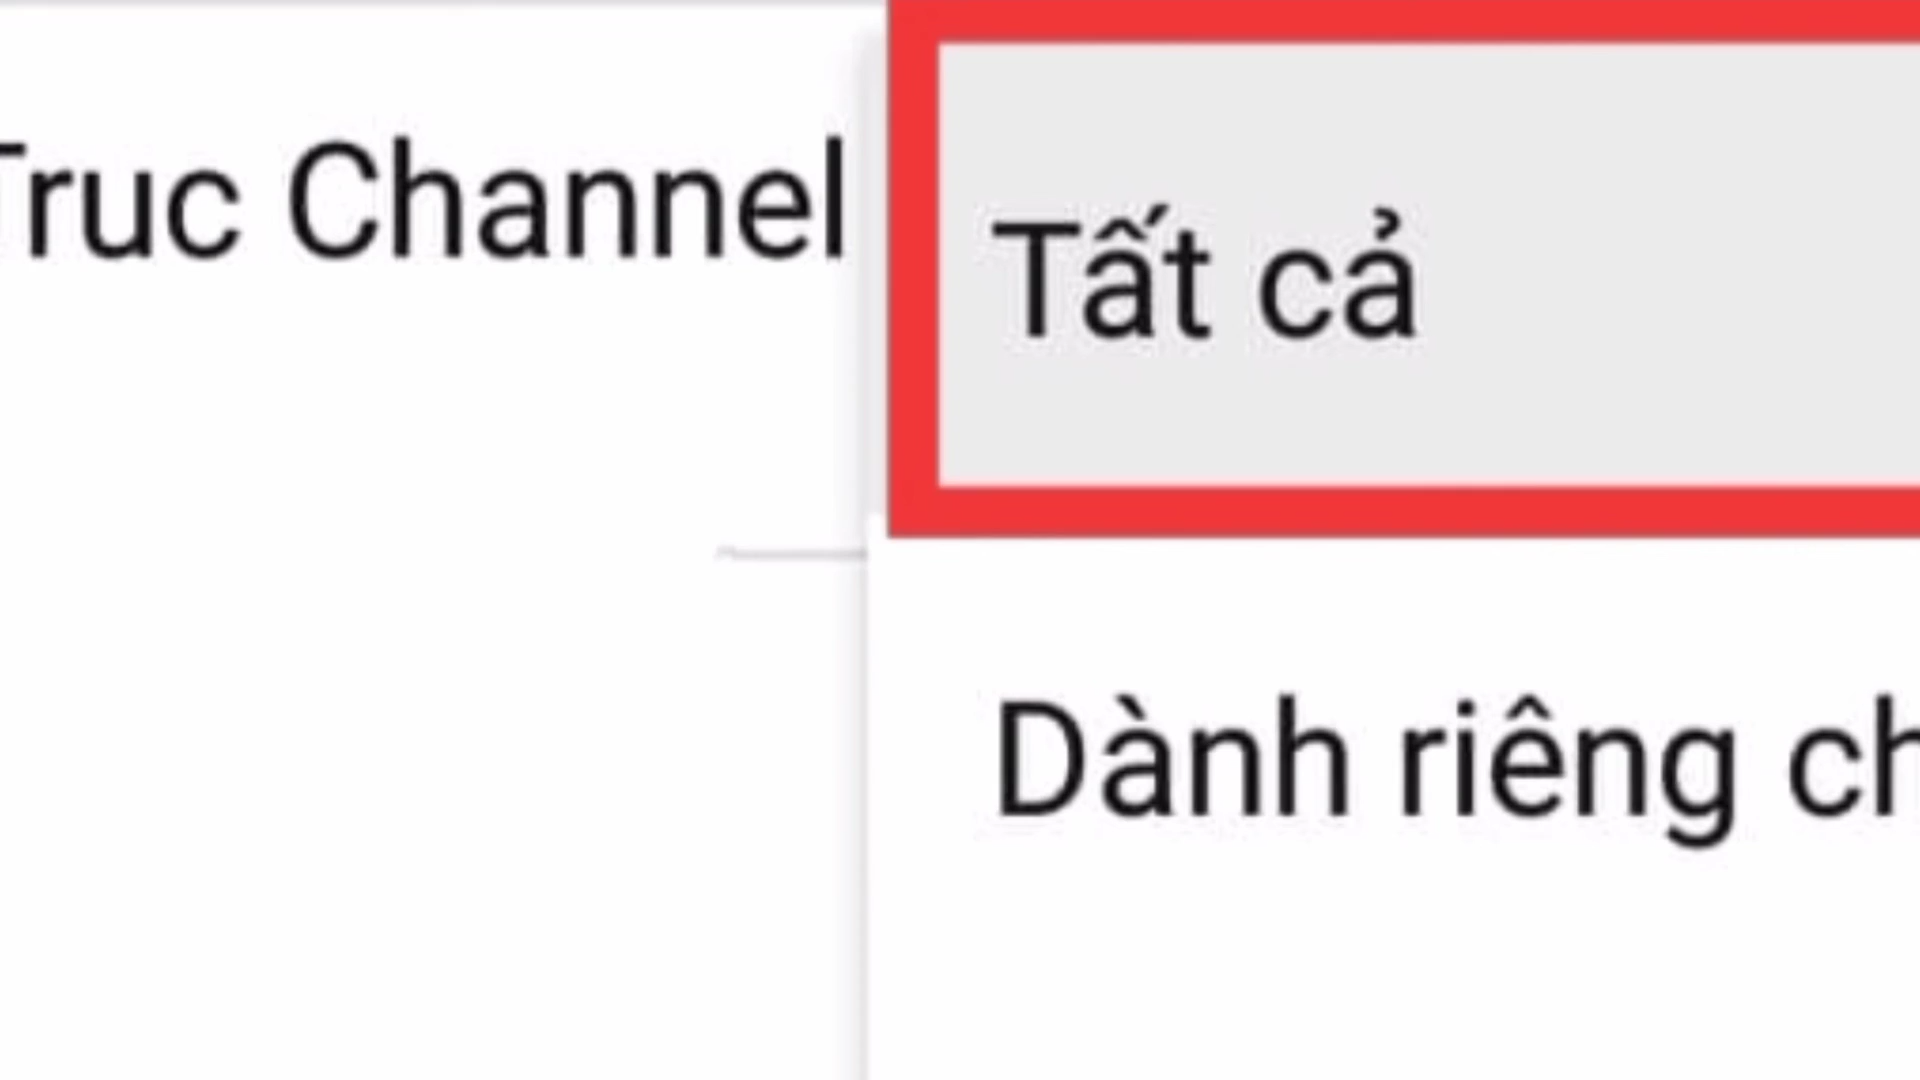 Truc Channel
Tất cả
Dành riêng